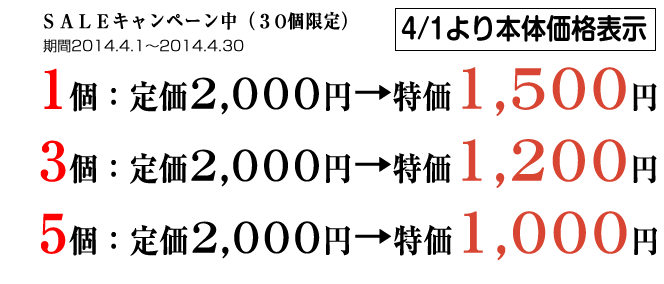 ＳＡＬＥキャンペーン中（３０個限定）
期間2014.4.1～2014.4.30
4/1より本体価格表示
1個：定価2,000円→特価1,500円
3個：定価2,000円→特価1,200円
5個：定価2,000円→特価1,000円